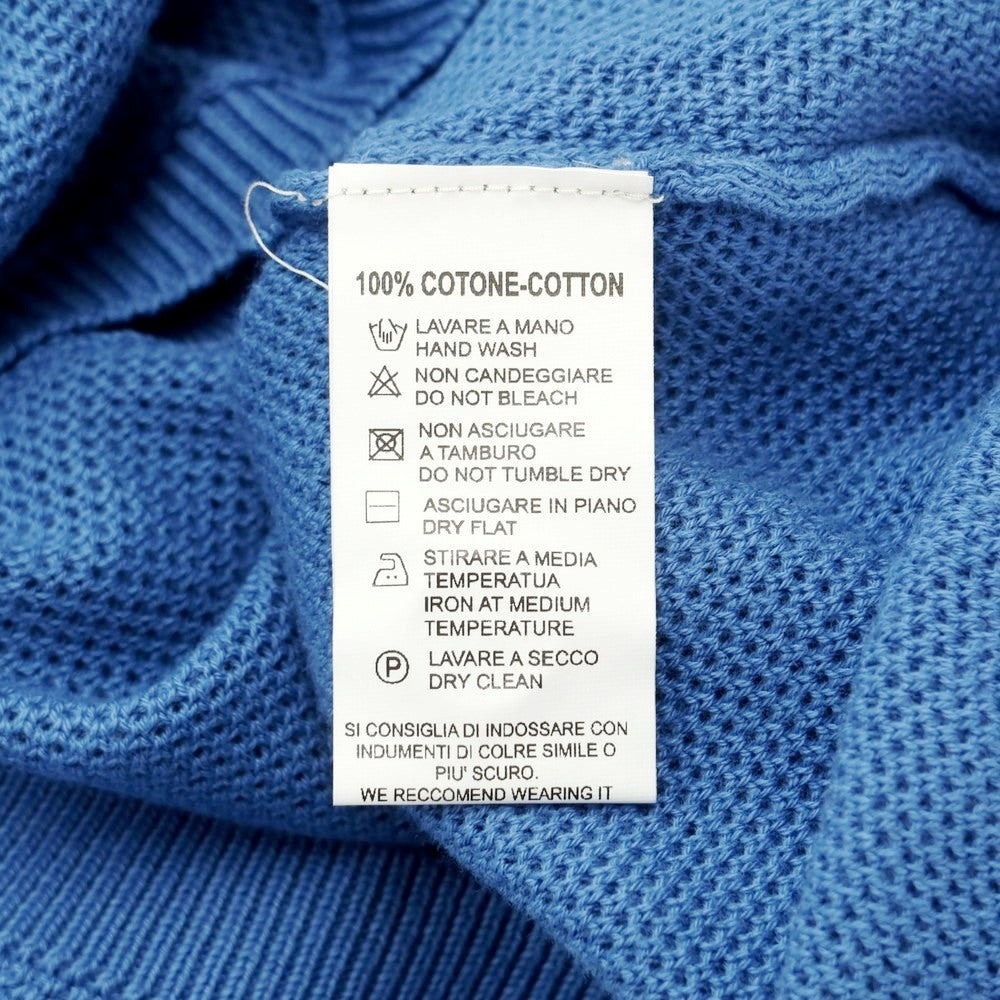 100% COTONE-COTTON
LAVARE A MANO
HAND WASH
NON CANDEGGIARE
DO NOT BLEACH
NON ASCIUGARE
A TAMBURO
DO NOT TUMBLE DRY
ASCIUGARE IN PIANO
DRY FLAT
STIRARE A MEDIA
TEMPERATUA
IRON AT MEDIUM
TEMPERATURE
P LAVARE A SECCO
DRY CLEAN
SI CONSIGLIA DI INDOSSARE CON
INDUMENTI DI COLRE SIMILE O
PIU' SCURO.
WE RECCOMEND WEARING IT